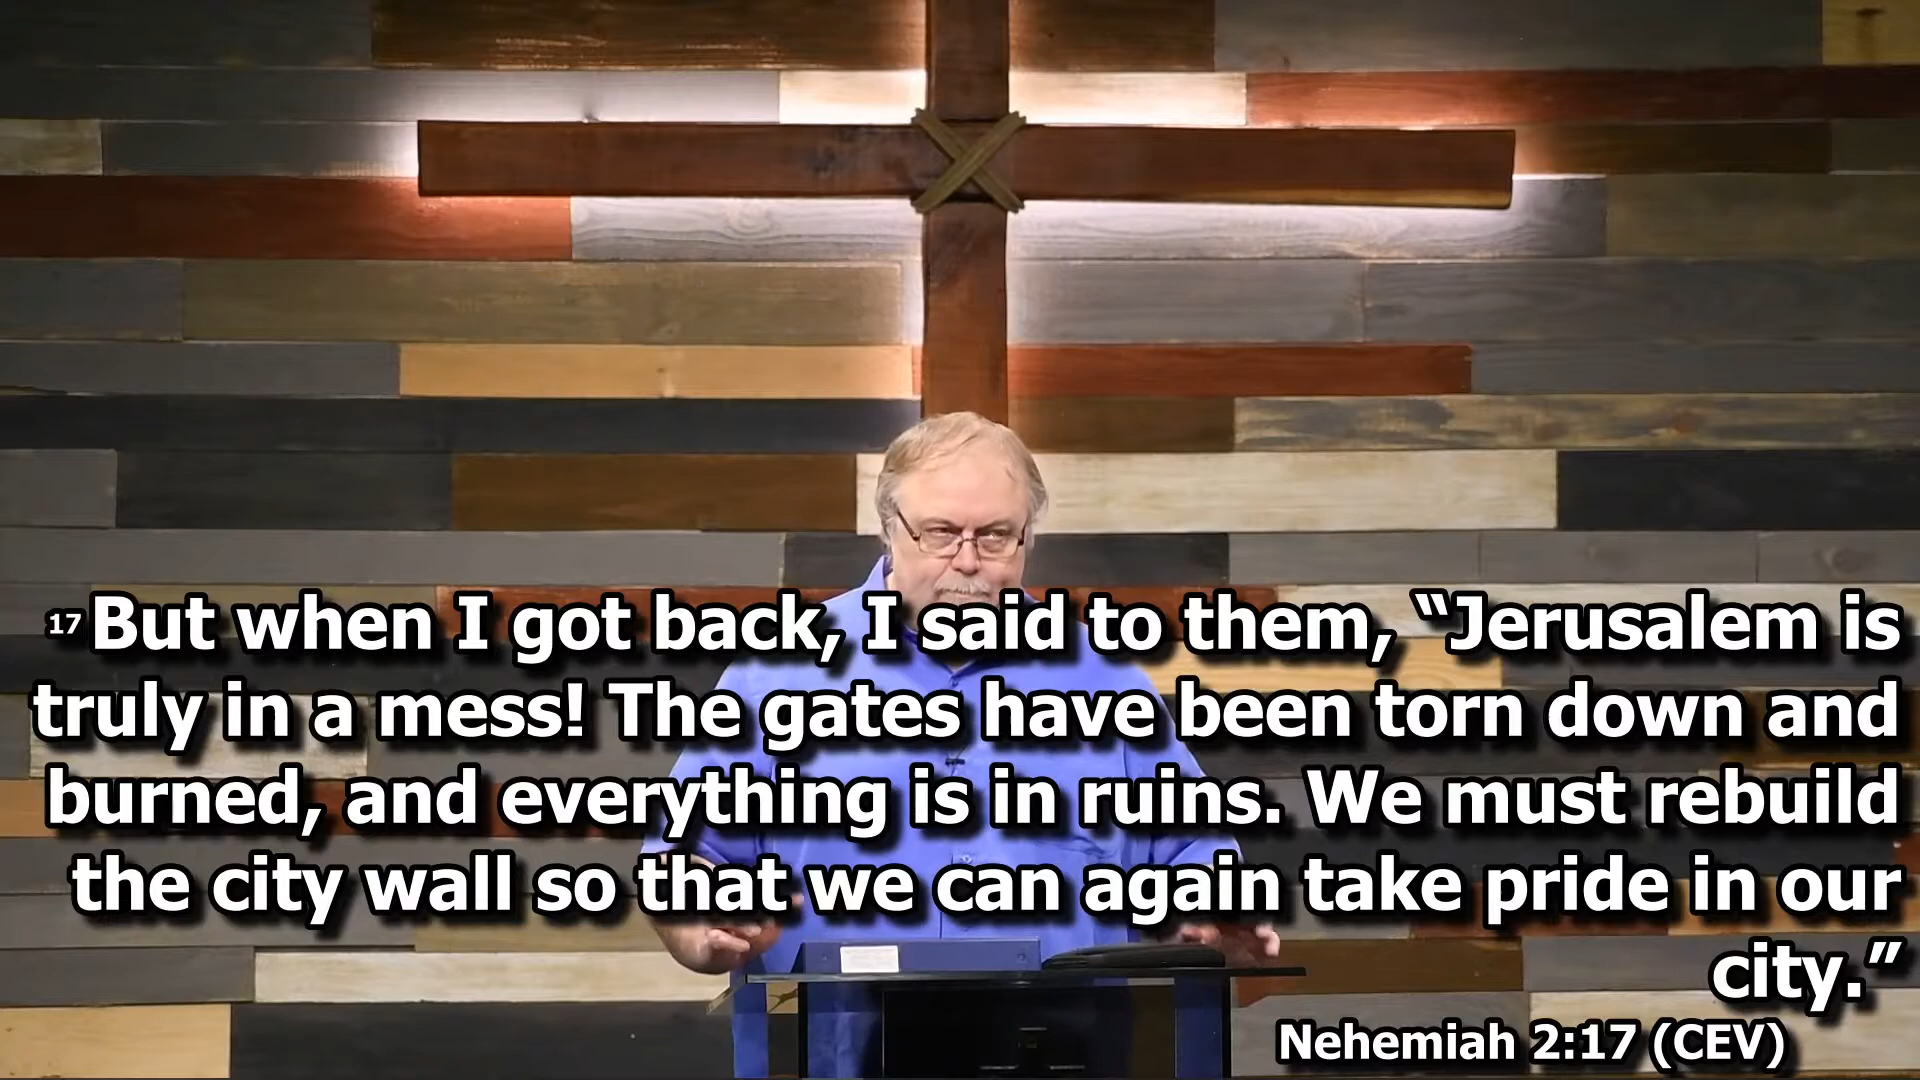 17 But when I got back, I said to them, “Jerusalem is
truly in a mess! The gates have been torn down and
burned, and everything is in ruins. We must rebuild
the city wall so that we can again take pride in our
city.”
Nehemiah 2:17 (CEV)